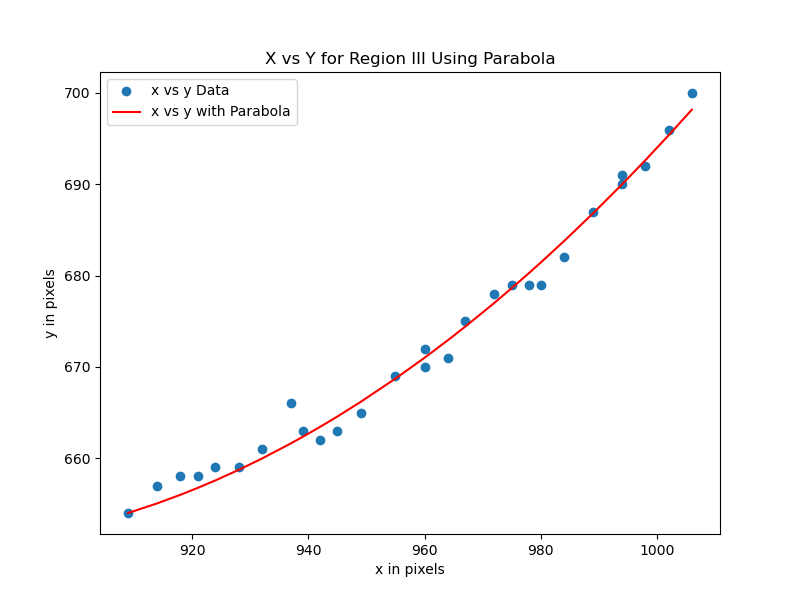 X vs Y for Region III Using Parabola
x vs y Data
x vs y with Parabola
700
690
680
670
660
y in pixels
920
940
960
980
1000
x in pixels